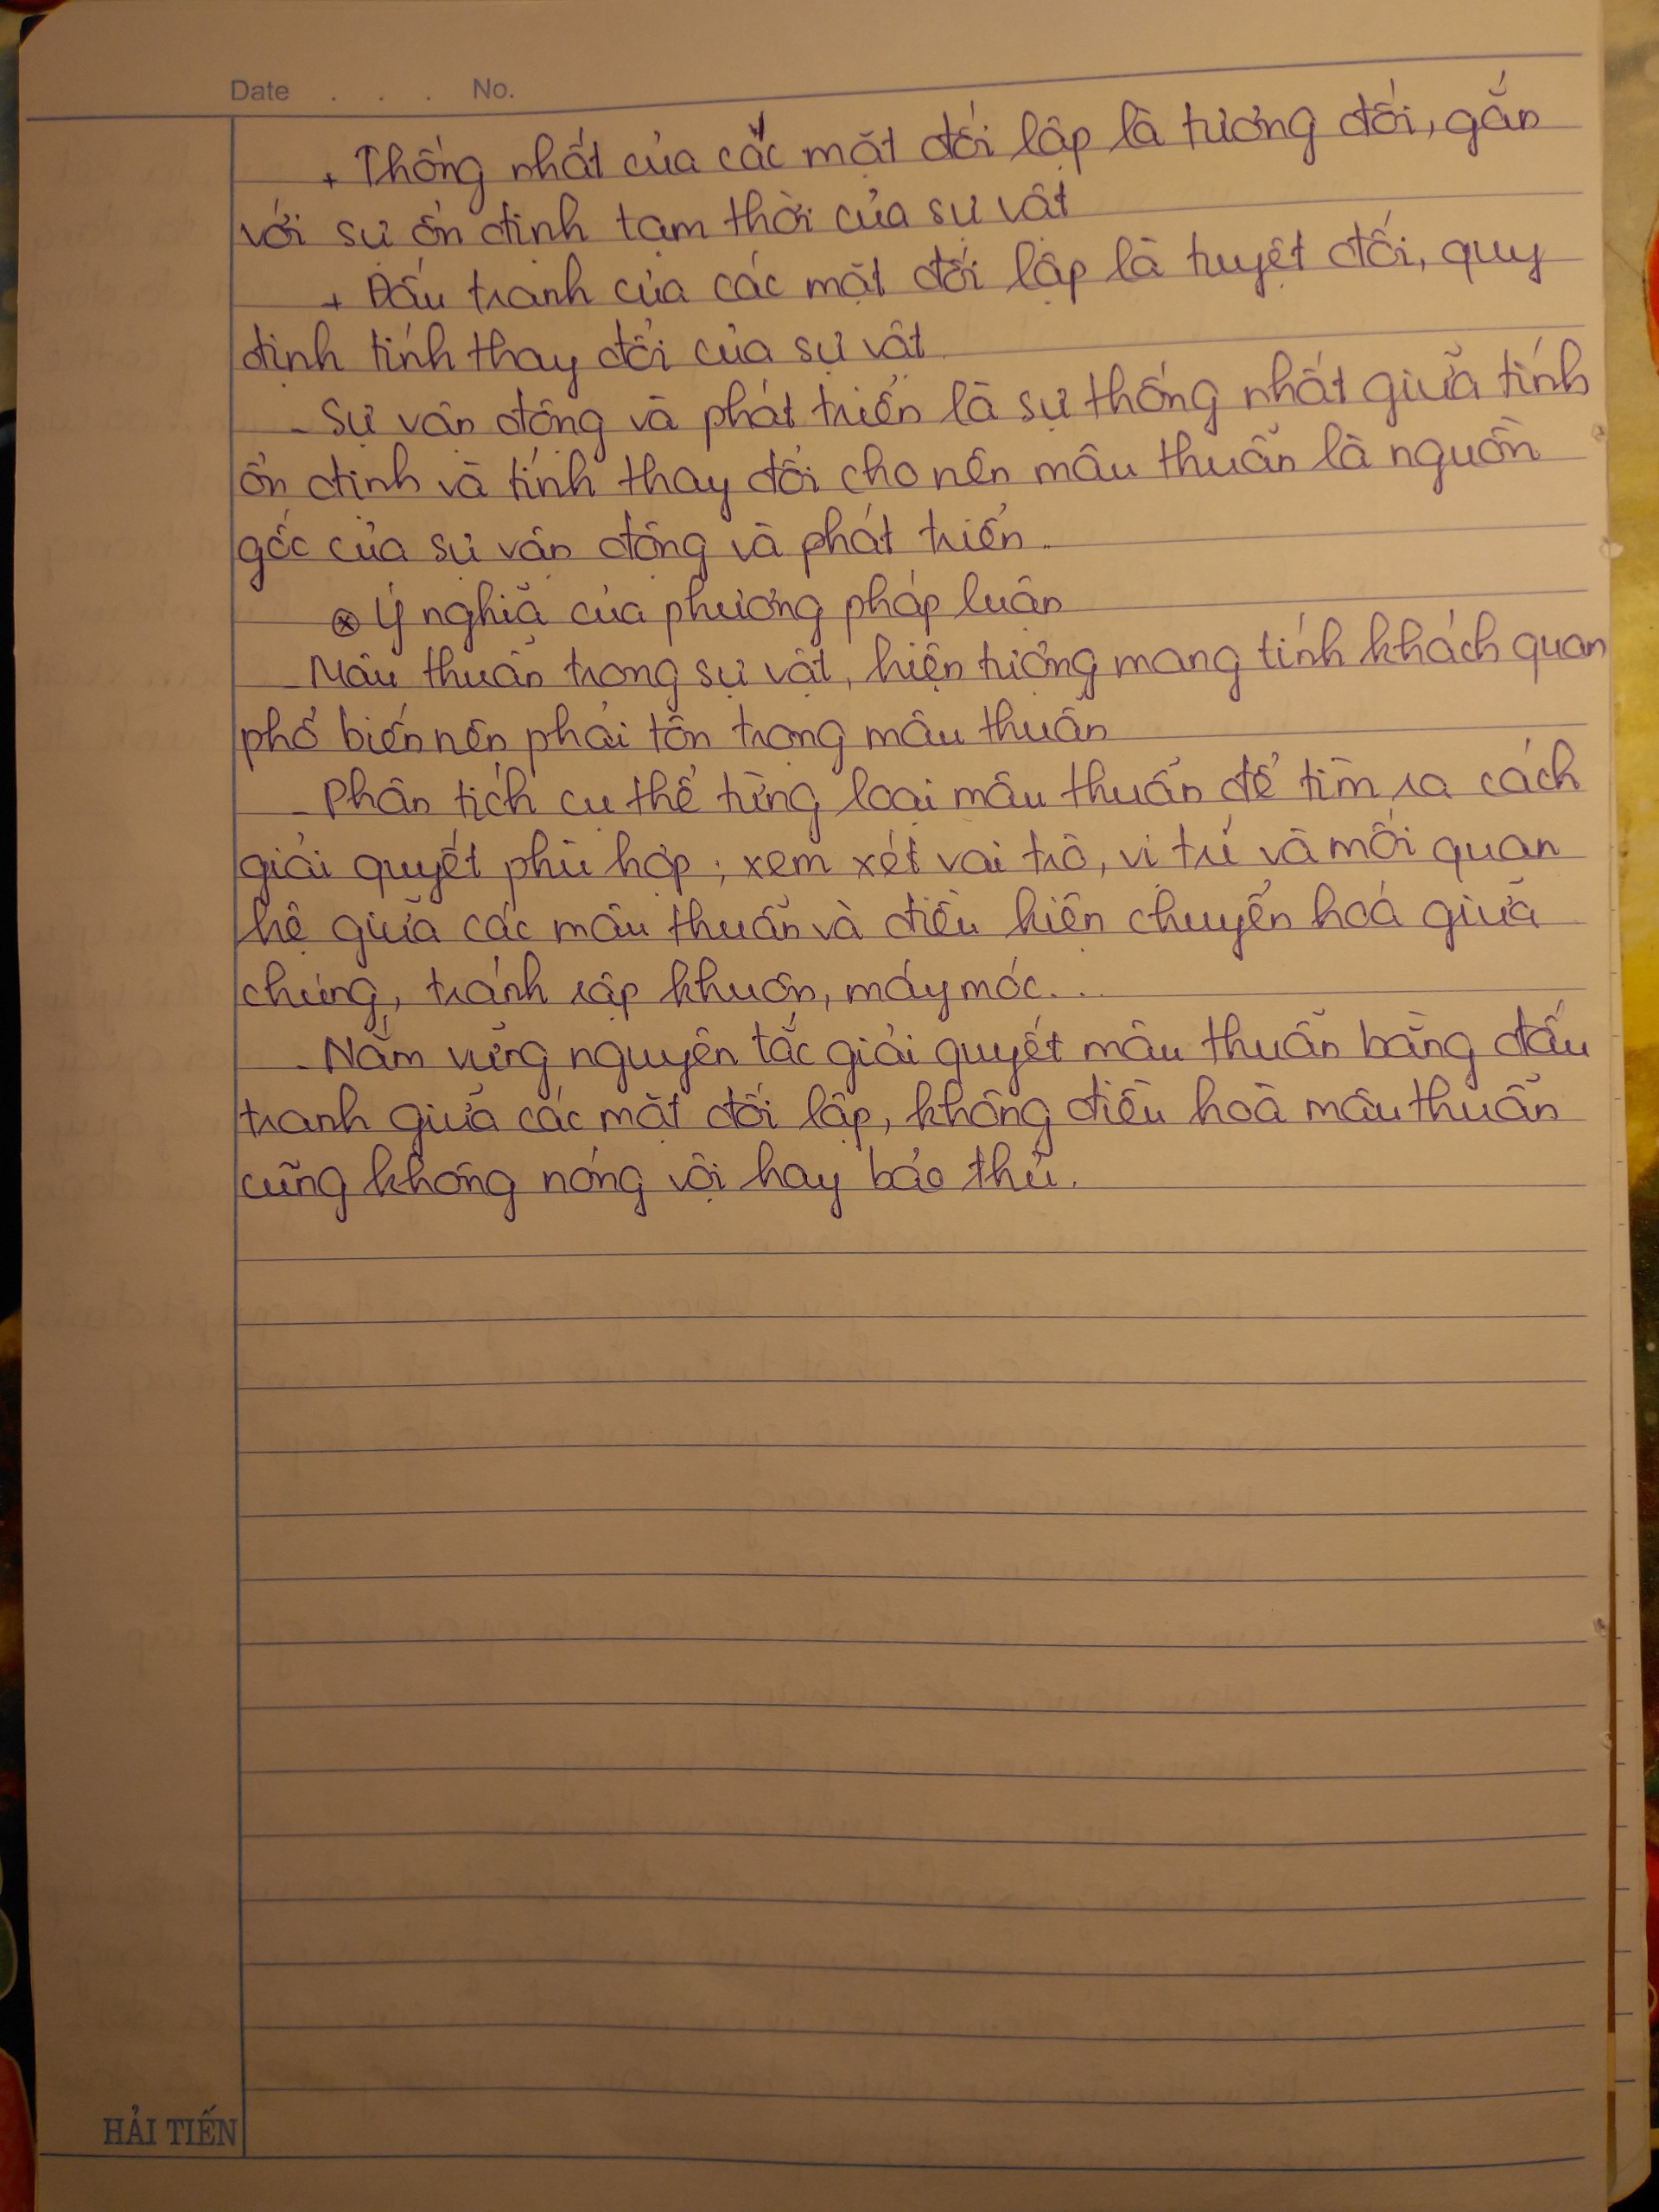 Date . . . No.
+ Thống nhất của các mặt đối lập là tương đối, gắn
với sự ổn định tạm thời của sự vật
+ Đấu tranh của các mặt đối lập là tuyệt đối, quy
định tính thay đổi của sự vật.
- Sự vận động và phát triển là sự thống nhất giữa tính
ổn định và tính thay đổi cho nên mâu thuẫn là nguồn
gốc của sự vận động và phát triển.
⊗ Ý nghĩa của phương pháp luận
- Mâu thuẫn trong sự vật, hiện tượng mang tính khách quan
phổ biến nên phải tôn trọng mâu thuẫn
- Phân tích cụ thể từng loại mâu thuẫn để tìm ra cách
giải quyết phù hợp; xem xét vai trò, vị trí và mối quan
hệ giữa các mâu thuẫn và điều kiện chuyển hoá giữa
chúng, tránh rập khuôn, máy móc...
- Nắm vững nguyên tắc giải quyết mâu thuẫn bằng đấu
tranh giữa các mặt đối lập, không điều hoà mâu thuẫn
cũng không nóng vội hay bảo thủ.
HẢI TIẾN